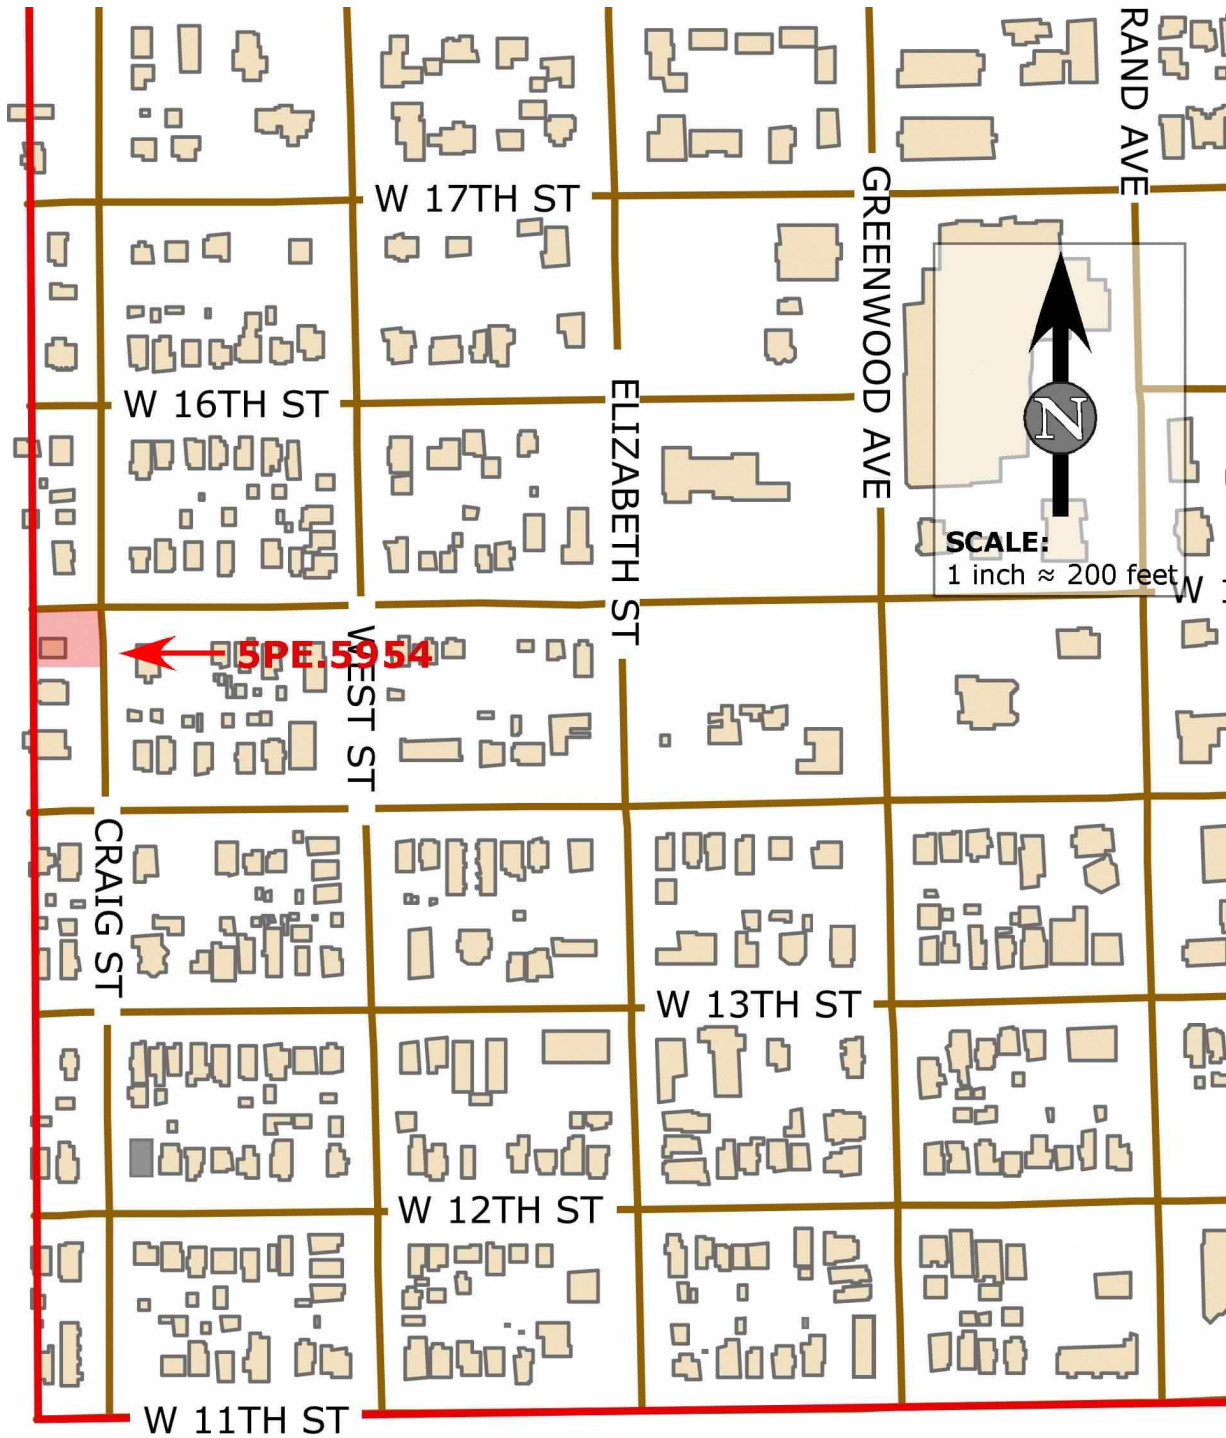 RAND AVE
W 17TH ST
GREENWOOD AVE
W 16TH ST
ELIZABETH ST
N
SCALE:
1 inch ≈ 200 feet
W 1
5PE.5954
WEST ST
CRAIG ST
W 13TH ST
W 12TH ST
W 11TH ST